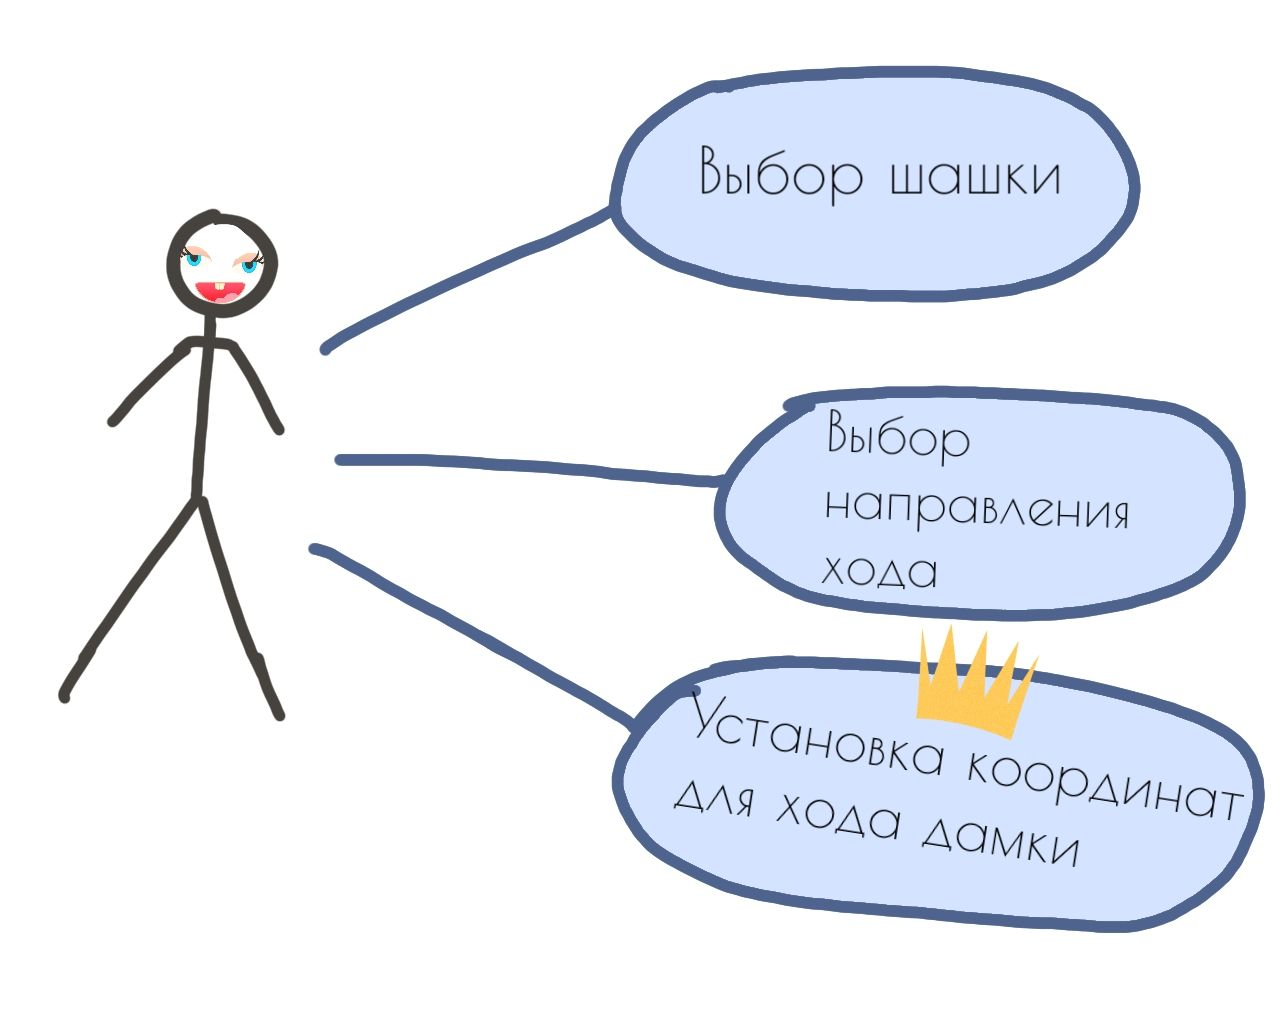 Выбор шашки
Выбор
направления
хода
Установка координат
для хода дамки